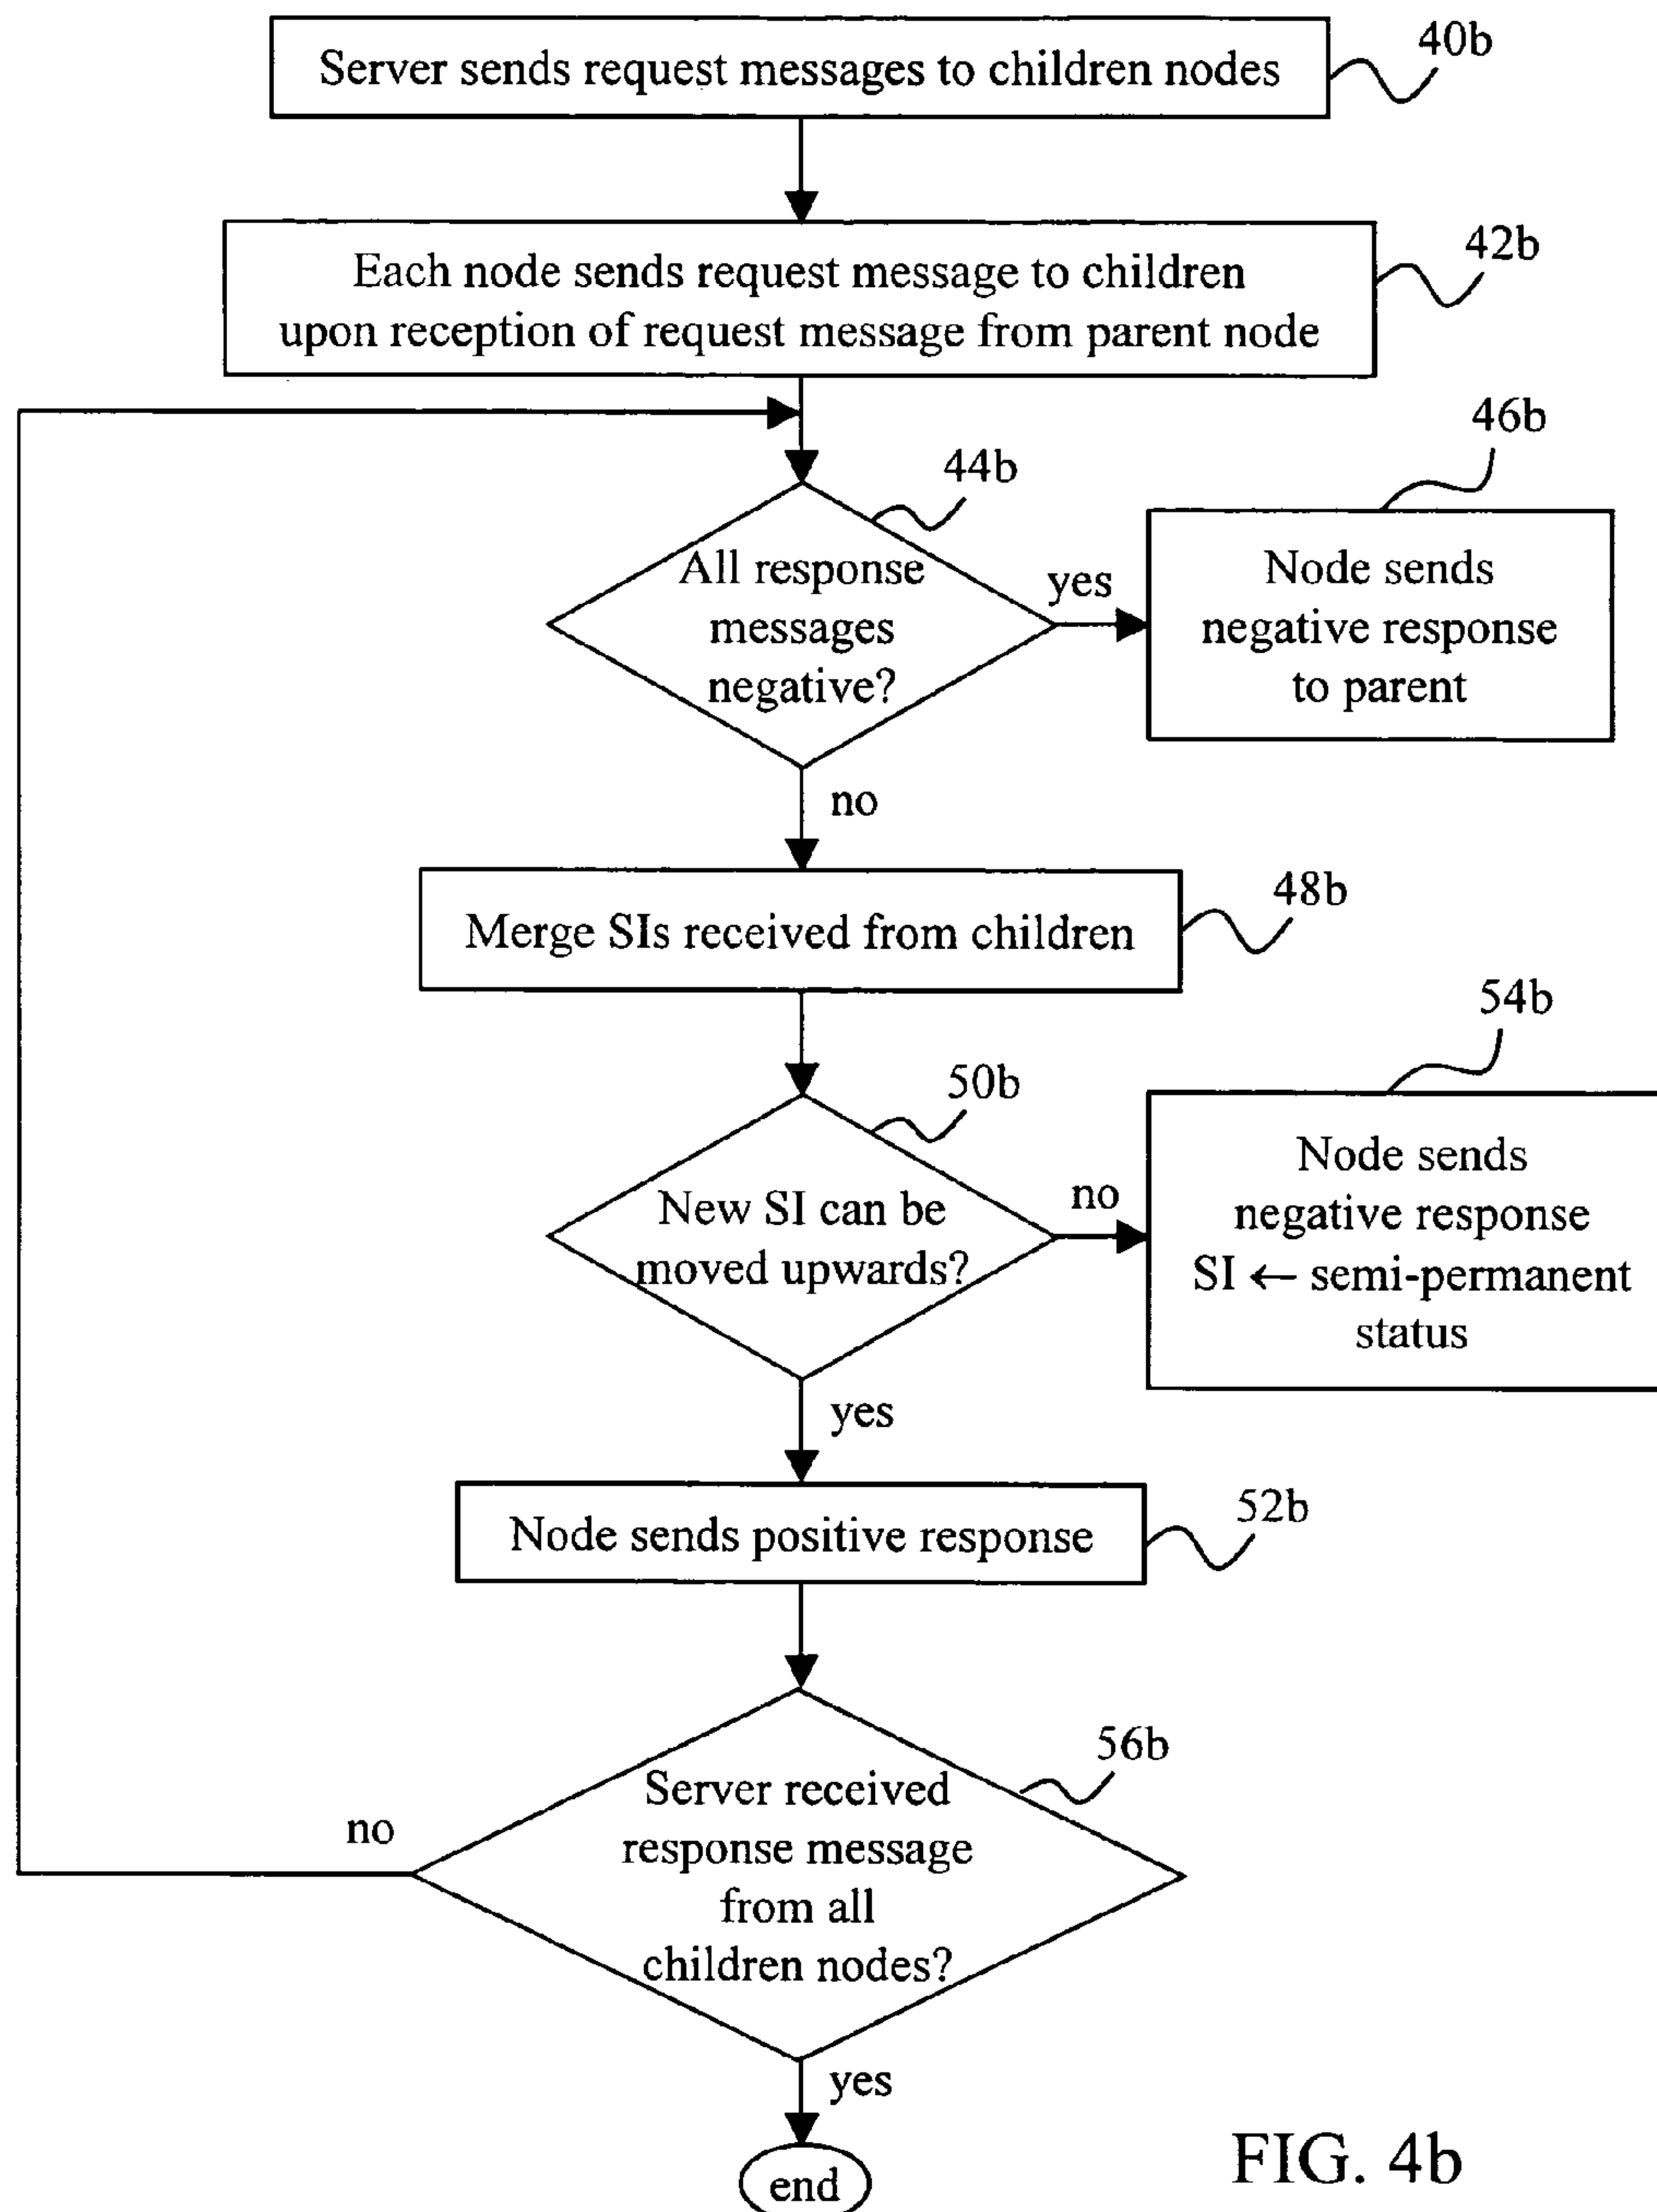 Server sends request messages to children nodes
40b
Each node sends request message to children
upon reception of request message from parent node
42b
44b
All response
messages
negative?
yes
46b
Node sends
negative response
to parent
no
Merge SIs received from children
48b
50b
New SI can be
moved upwards?
no
54b
Node sends
negative response
SI ← semi-permanent
status
yes
Node sends positive response
52b
56b
Server received
response message
from all
children nodes?
no
yes
end
FIG. 4b